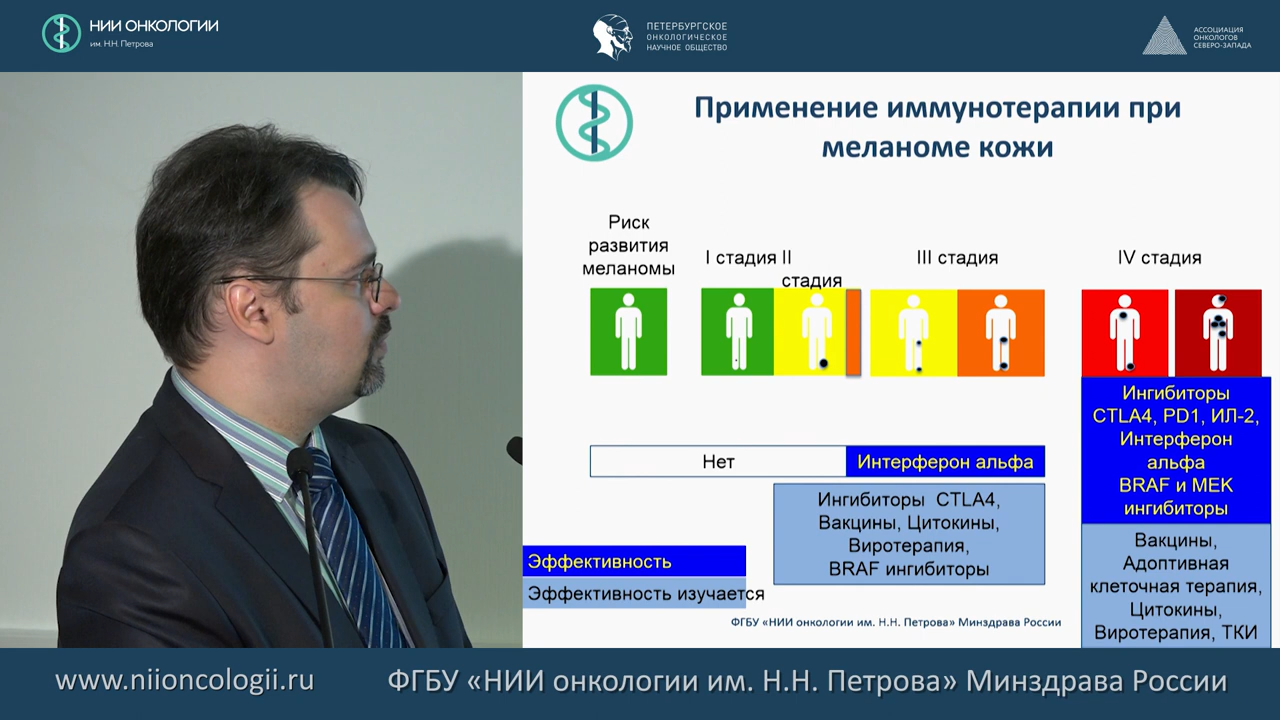 НИИ ОНКОЛОГИИ
им. Н.Н. Петрова
ПЕТЕРБУРГСКОЕ
ОНКОЛОГИЧЕСКОЕ
НАУЧНОЕ ОБЩЕСТВО
АССОЦИАЦИЯ
ОНКОЛОГОВ
СЕВЕРО-ЗАПАДА
Применение иммунотерапии при
меланоме кожи
Риск
развития
меланомы
I стадия II
стадия
III стадия
IV стадия
Нет
Интерферон альфа
Ингибиторы CTLA4,
Вакцины, Цитокины,
Виротерапия,
BRAF ингибиторы
Ингибиторы
CTLA4, PD1, ИЛ-2,
Интерферон
альфа
BRAF и MEK
ингибиторы
Вакцины,
Адоптивная
клеточная терапия,
Цитокины,
Виротерапия, ТКИ
Эффективность
Эффективность изучается
ФГБУ «НИИ онкологии им. Н.Н. Петрова» Минздрава России
www.niioncologii.ru
ФГБУ «НИИ онкологии им. Н.Н. Петрова» Минздрава России